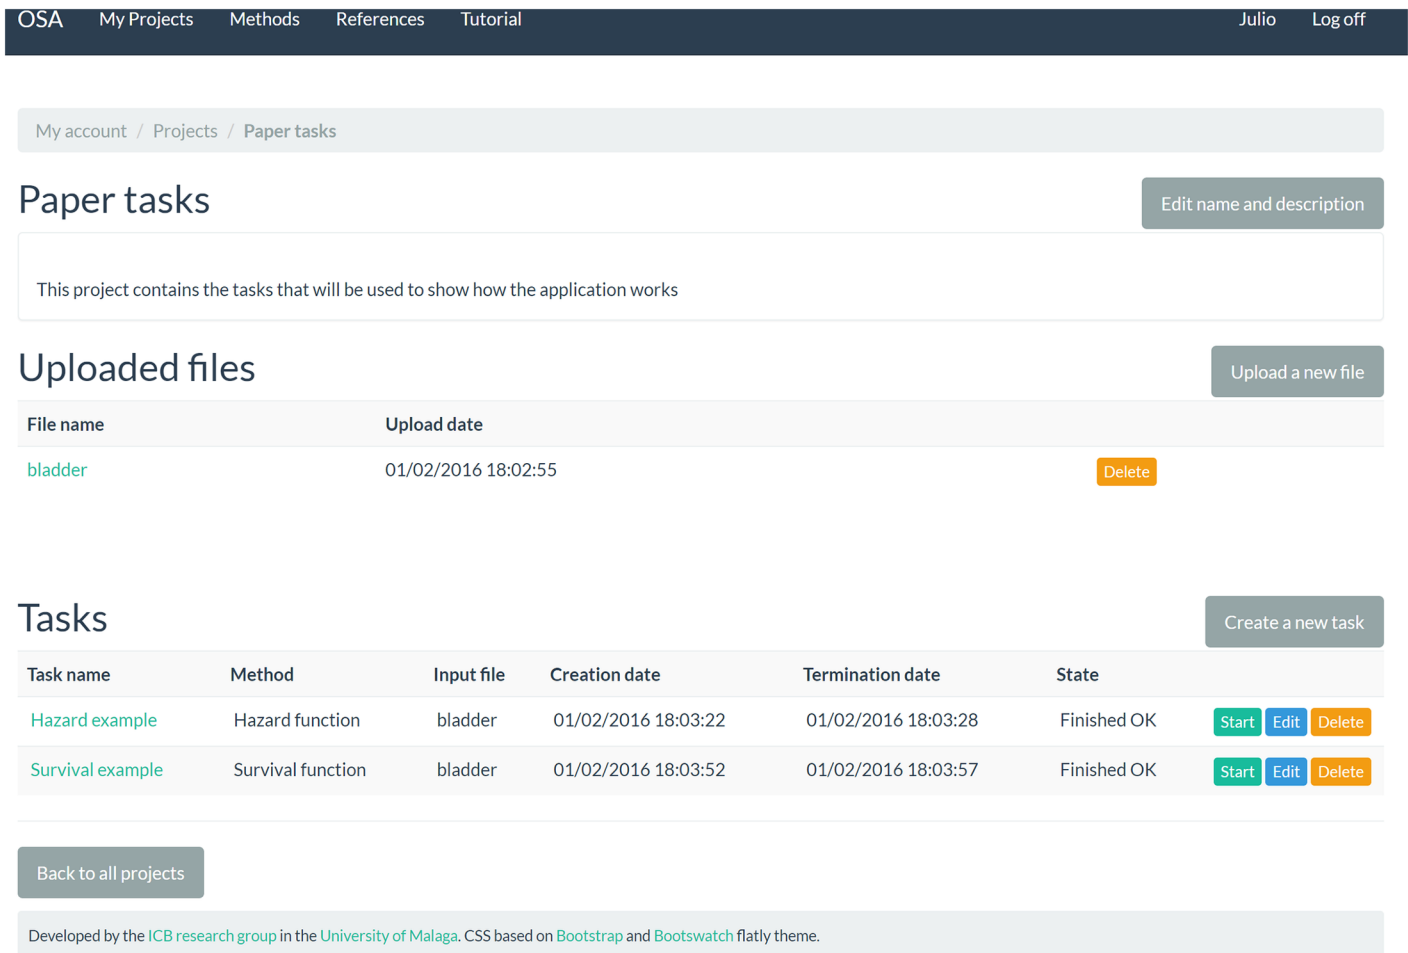 OSA My Projects Methods References Tutorial Julio Log off
My account / Projects / Paper tasks
Paper tasks Edit name and description
This project contains the tasks that will be used to show how the application works
Uploaded files Upload a new file
File name Upload date
bladder 01/02/2016 18:02:55 Delete
Tasks Create a new task
Task name Method Input file Creation date Termination date State
Hazard example Hazard function bladder 01/02/2016 18:03:22 01/02/2016 18:03:28 Finished OK Start Edit Delete
Survival example Survival function bladder 01/02/2016 18:03:52 01/02/2016 18:03:57 Finished OK Start Edit Delete
Back to all projects
Developed by the ICB research group in the University of Malaga. CSS based on Bootstrap and Bootswatch flatly theme.